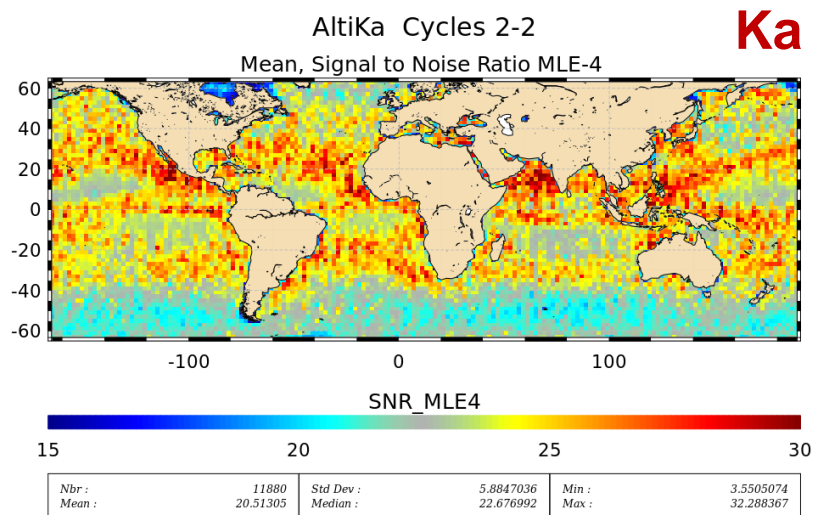 AltiKa Cycles 2-2
Ka
Mean, Signal to Noise Ratio MLE-4
60
40
20
0
-20
-40
-60
-100 0 100
SNR_MLE4
15 20 25 30
Nbr : 11880 Std Dev : 5.8847036 Min : 3.5505074
Mean : 20.51305 Median : 22.676992 Max : 32.288367